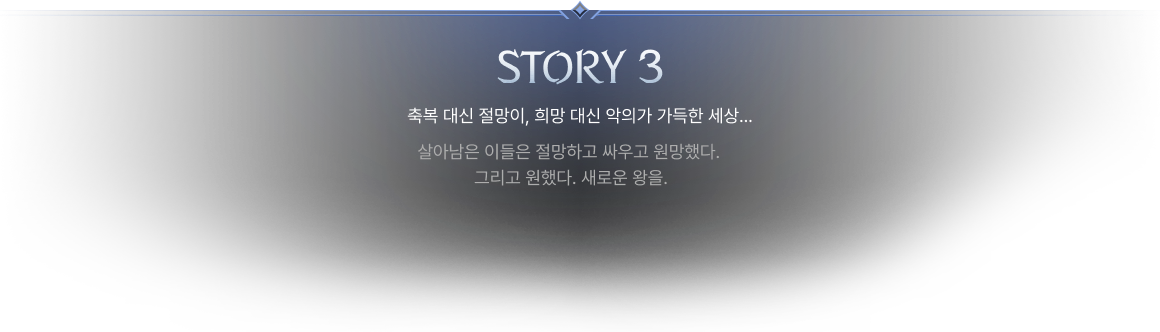 STORY 3
축복 대신 절망이, 희망 대신 악의가 가득한 세상...
살아남은 이들은 절망하고 싸우고 원망했다.
그리고 원했다. 새로운 왕을.